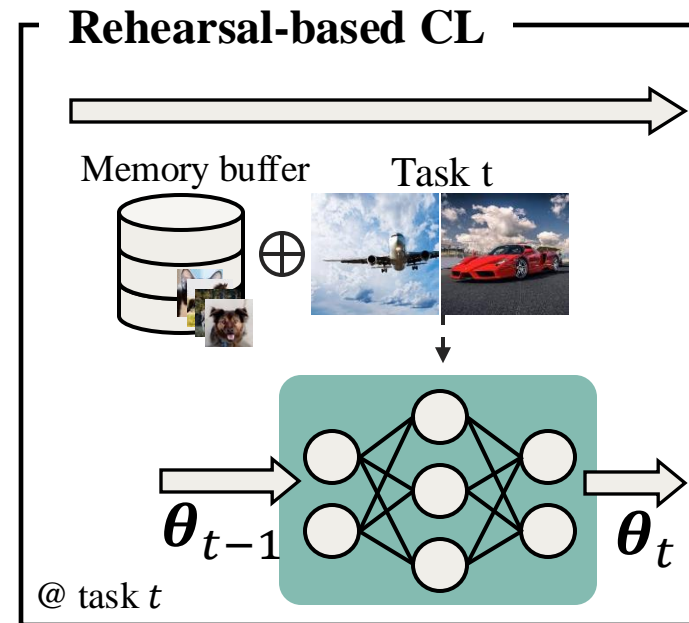 Rehearsal-based CL
Memory buffer
Task t
θ_{t−1}
θ_t
@ task t